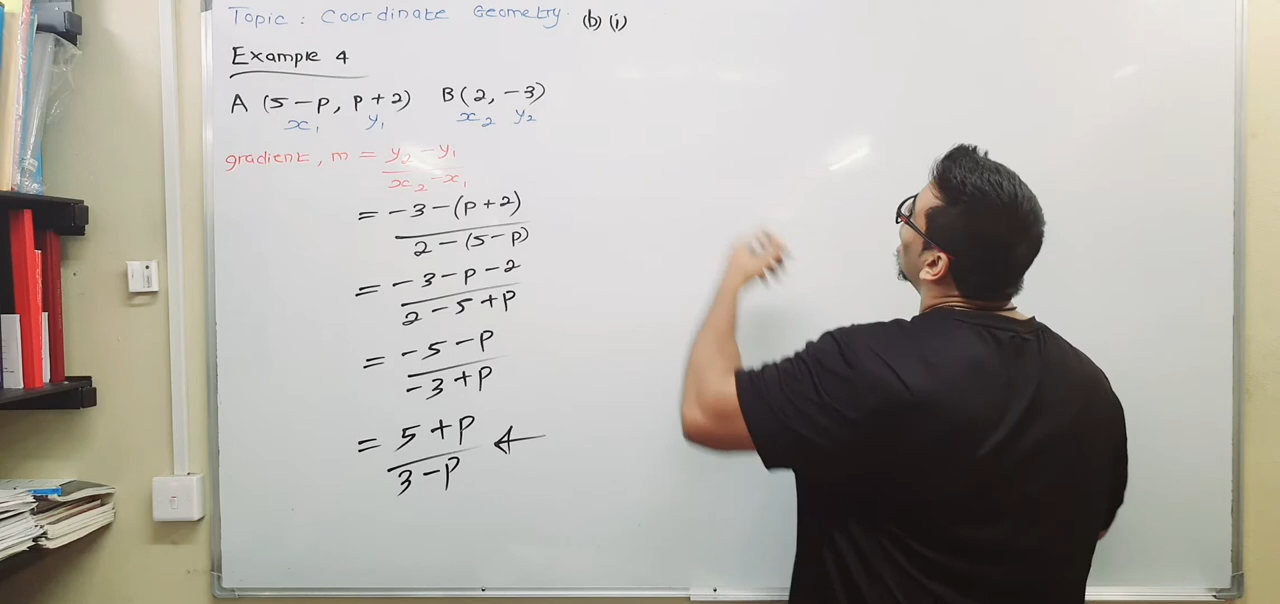 Topic : Coordinate Geometry. (b) (i)
Example 4
A (5-P, P+2) B(2, -3)
x₁ y₁ x₂ y₂
gradient, m = y₂-y₁ / x₂-x₁
= -3-(P+2) / 2-(5-P)
= -3-P-2 / 2-5+P
= -5-P / -3+P
= 5+P / 3-P ←